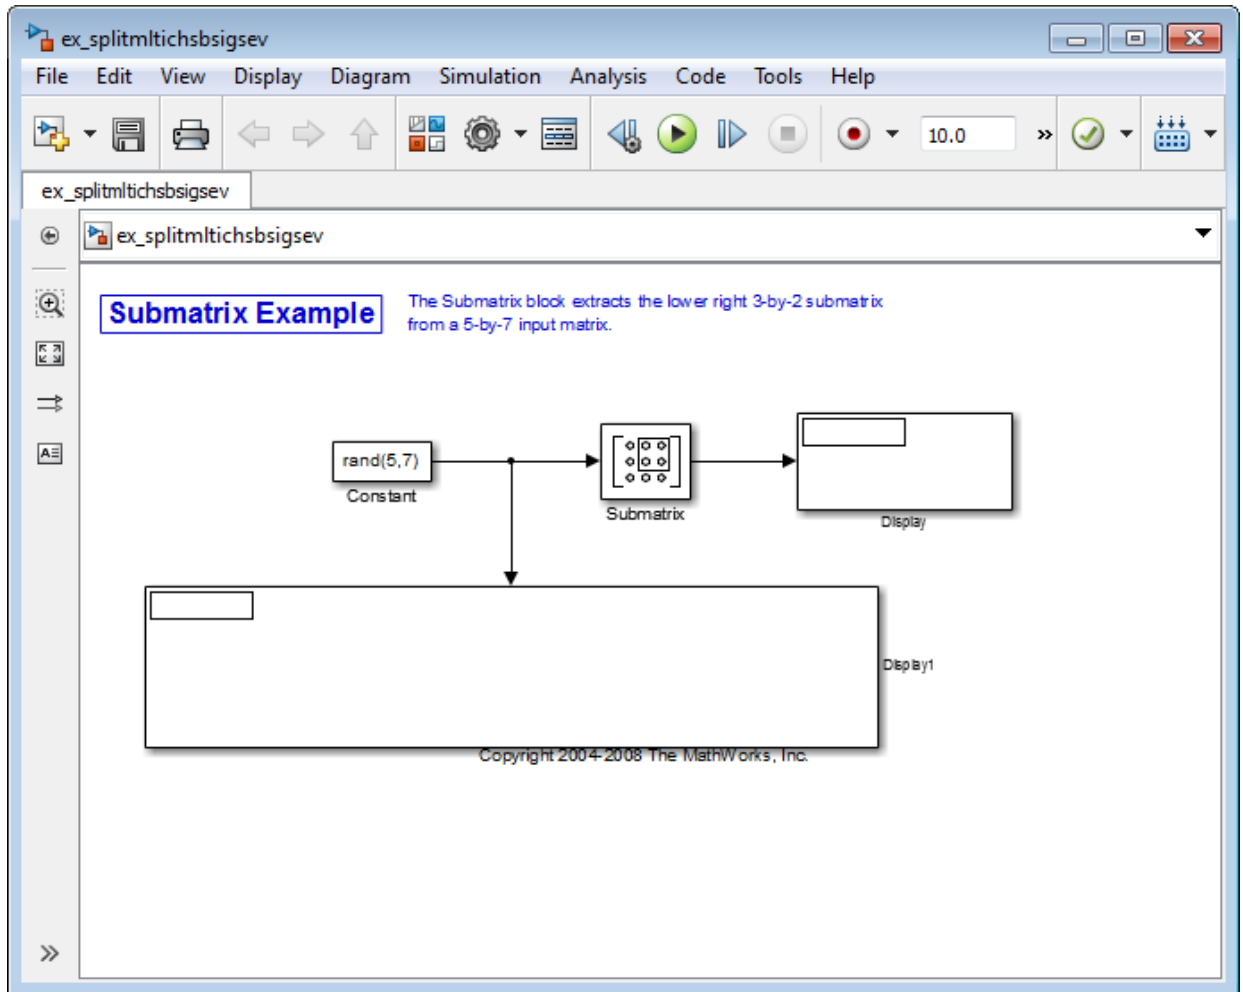 ex_splitmltichsbsigsev
File Edit View Display Diagram Simulation Analysis Code Tools Help
10.0
ex_splitmltichsbsigsev
ex_splitmltichsbsigsev
Submatrix Example
The Submatrix block extracts the lower right 3-by-2 submatrix
from a 5-by-7 input matrix.
rand(5,7)
Constant
Submatrix
Display
Display1
Copyright 2004-2008 The MathWorks, Inc.